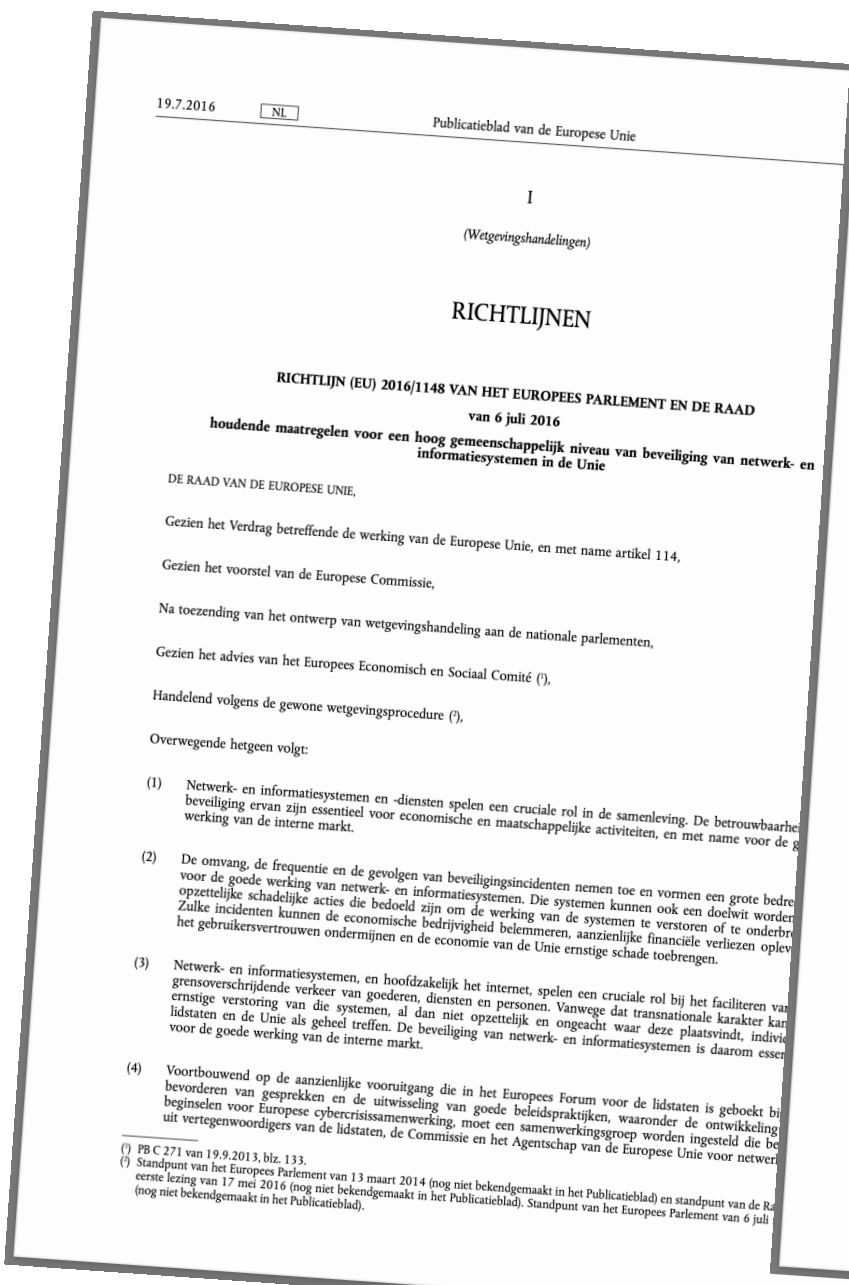 19.7.2016
NL
Publicatieblad van de Europese Unie
I
(Wetgevingshandelingen)
RICHTLIJNEN
RICHTLIJN (EU) 2016/1148 VAN HET EUROPEES PARLEMENT EN DE RAAD
van 6 juli 2016
houdende maatregelen voor een hoog gemeenschappelijk niveau van beveiliging van netwerk- en
informatiesystemen in de Unie
DE RAAD VAN DE EUROPESE UNIE,
Gezien het Verdrag betreffende de werking van de Europese Unie, en met name artikel 114,
Gezien het voorstel van de Europese Commissie,
Na toezending van het ontwerp van wetgevingshandeling aan de nationale parlementen,
Gezien het advies van het Europees Economisch en Sociaal Comité (¹),
Handelend volgens de gewone wetgevingsprocedure (²),
Overwegende hetgeen volgt:
(1) Netwerk- en informatiesystemen en -diensten spelen een cruciale rol in de samenleving. De
beveiliging ervan zijn essentieel voor economische en maatschappelijke activiteiten, en met name voor de
werking van de interne markt.
(2) De omvang, de frequentie en de gevolgen van beveiligingsincidenten nemen toe en vormen een grote
voor de goede werking van netwerk- en informatiesystemen. Die systemen kunnen ook een doelwit worden
opzettelijke schadelijke acties die bedoeld zijn om de werking van de systemen te verstoren of te
Zulke incidenten kunnen de economische bedrijvigheid belemmeren, aanzienlijke financiële verliezen
het gebruikersvertrouwen ondermijnen en de economie van de Unie ernstige schade toebrengen.
(3) Netwerk- en informatiesystemen, en hoofdzakelijk het internet, spelen een cruciale rol bij het faciliteren
grensoverschrijdende verkeer van goederen, diensten en personen. Vanwege dat transnationale karakter kan
ernstige verstoring van die systemen, al dan niet opzettelijk en ongeacht waar deze plaatsvindt,
lidstaten en de Unie als geheel treffen. De beveiliging van netwerk- en informatiesystemen is daarom
voor de goede werking van de interne markt.
(4) Voortbouwend op de aanzienlijke vooruitgang die in het Europees Forum voor de lidstaten is geboekt
bevorderen van gesprekken en de uitwisseling van goede beleidspraktijken, waaronder de ontwikkeling
beginselen voor Europese cybercrisissamenwerking, moet een samenwerkingsgroep worden ingesteld die
uit vertegenwoordigers van de lidstaten, de Commissie en het Agentschap van de Europese Unie voor
(¹) PB C 271 van 19.9.2013, blz. 133.
(²) Standpunt van het Europees Parlement van 13 maart 2014 (nog niet bekendgemaakt in het Publicatieblad) en standpunt van de
eerste lezing van 17 mei 2016 (nog niet bekendgemaakt in het Publicatieblad). Standpunt van het Europees Parlement van 6 juli
(nog niet bekendgemaakt in het Publicatieblad).